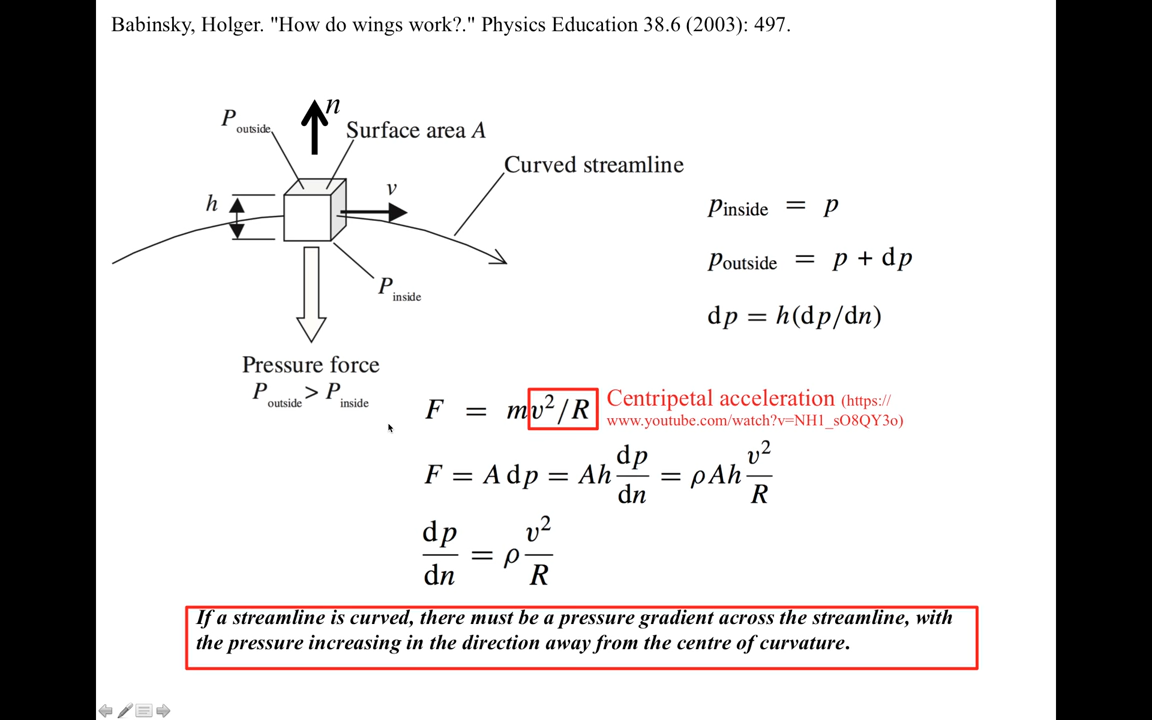 Babinsky, Holger. "How do wings work?." Physics Education 38.6 (2003): 497.
n
P outside
Surface area A
Curved streamline
v
h
p inside = p
p outside = p + dp
P inside
dp = h(dp/dn)
Pressure force
P outside > P inside
F = mv²/R
Centripetal acceleration (https://
www.youtube.com/watch?v=NH1_sO8QY3o)
F = A dp = Ah dp/dn = ρAh v²/R
dp/dn = ρ v²/R
If a streamline is curved, there must be a pressure gradient across the streamline, with
the pressure increasing in the direction away from the centre of curvature.